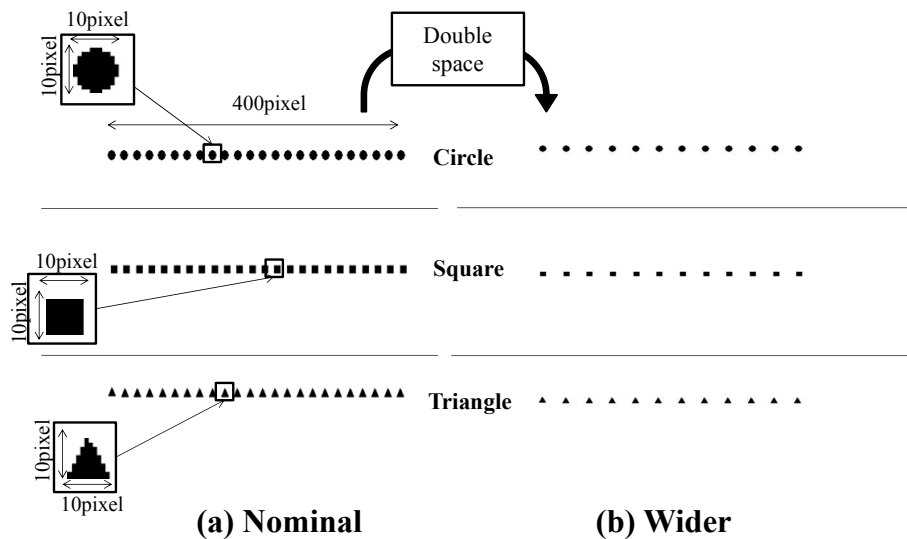 10pixel
10pixel
Double
space
400pixel
Circle
10pixel
10pixel
Square
10pixel
10pixel
Triangle
(a) Nominal
(b) Wider